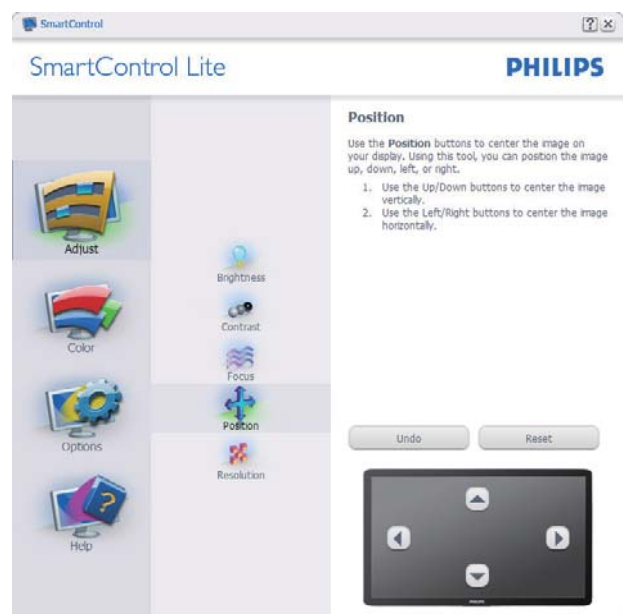 SmartControl
SmartControl Lite
PHILIPS
Adjust
Color
Options
Help
Brightness
Contrast
Focus
Position
Resolution
Position
Use the Position buttons to center the image on
your display. Using this tool, you can position the image
up, down, left, or right.
1. Use the Up/Down buttons to center the image
vertically.
2. Use the Left/Right buttons to center the image
horizontally.
Undo
Reset
PHILIPS